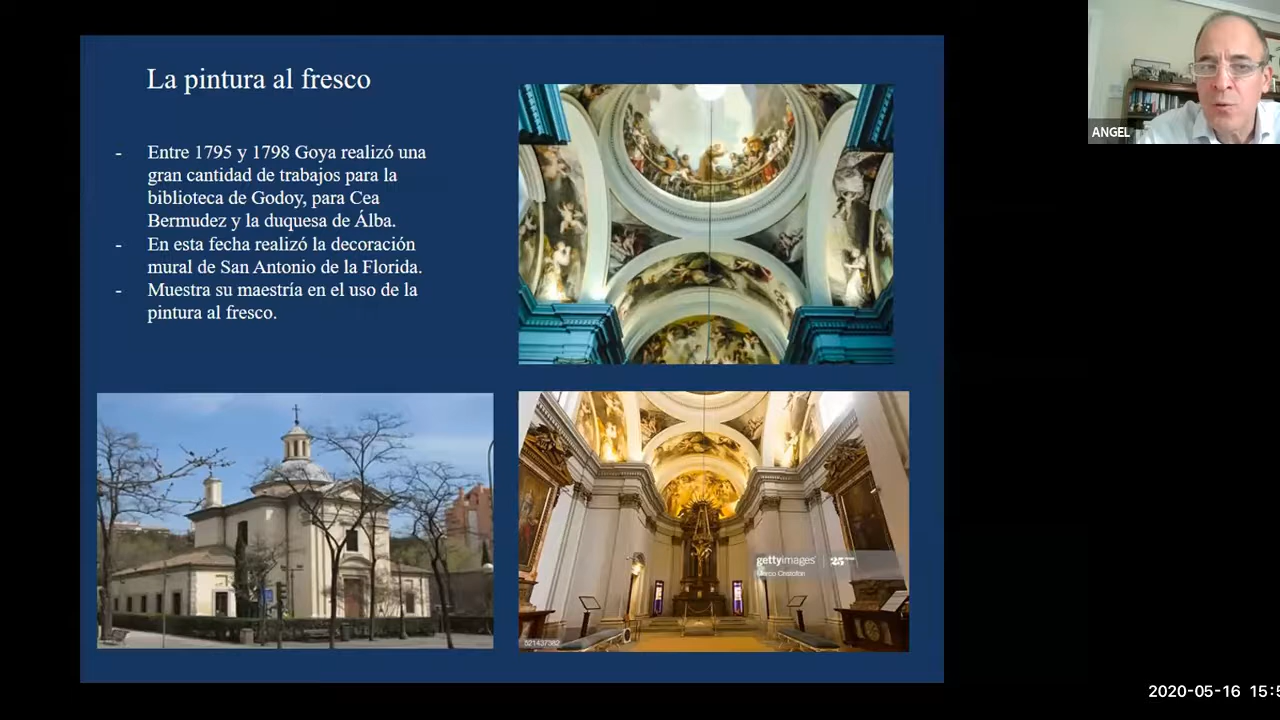 La pintura al fresco
- Entre 1795 y 1798 Goya realizó una
gran cantidad de trabajos para la
biblioteca de Godoy, para Cea
Bermudez y la duquesa de Álba.
- En esta fecha realizó la decoración
mural de San Antonio de la Florida.
- Muestra su maestría en el uso de la
pintura al fresco.
ANGEL
gettyimages
521437382
2020-05-16 15:5